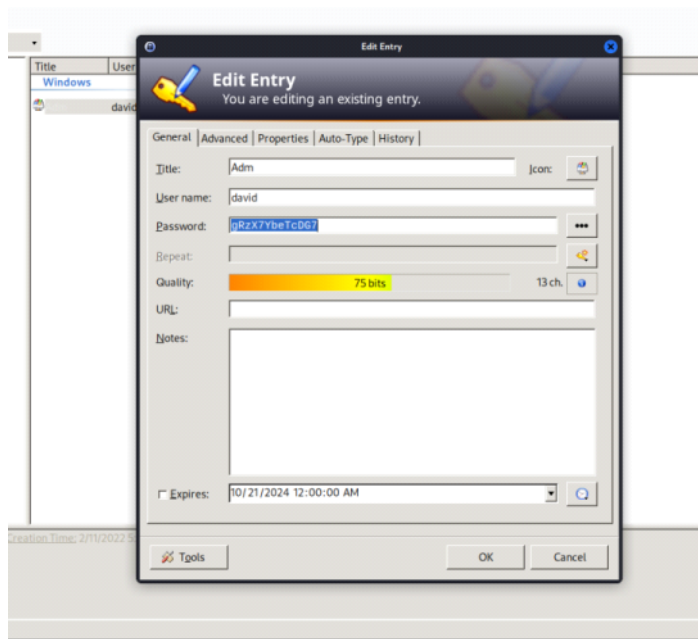 Edit Entry
Title User
Windows
david
Edit Entry
You are editing an existing entry.
General Advanced Properties Auto-Type History
Title: Adm Icon:
User name: david
Password: gRzX7YbeTcDG7
Repeat:
Quality: 75 bits 13 ch.
URL:
Notes:
Expires: 10/21/2024 12:00:00 AM
Creation Time: 2/11/2022 5:
Tools OK Cancel